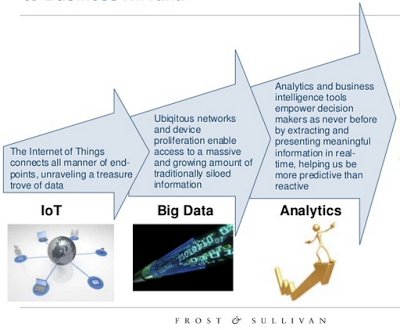 The Internet of Things
connects all manner of end-
points, unraveling a treasure
trove of data
Ubiqitous networks
and device
proliferation enable
access to a massive
and growing amount of
traditionally siloed
information
Analytics and business
intelligence tools
empower decision
makers as never before
by extracting and
presenting meaningful
information in real-
time, helping us be
be more predictive than
reactive
IoT
Big Data
Analytics
FROST & SULLIVAN